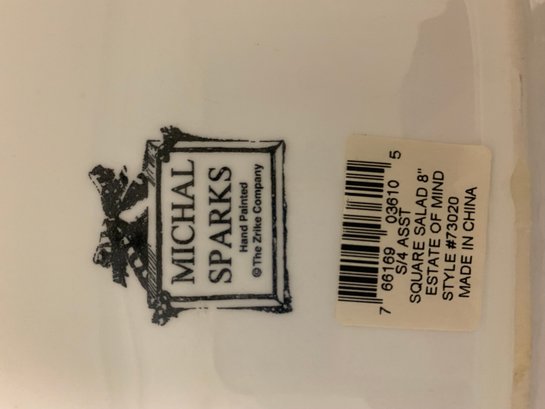 MICHAL
SPARKS
Hand Painted
© The Zrike Company
7 66169 03610 5
S/4 ASST
SQUARE SALAD 8"
ESTATE OF MIND
STYLE #73020
MADE IN CHINA